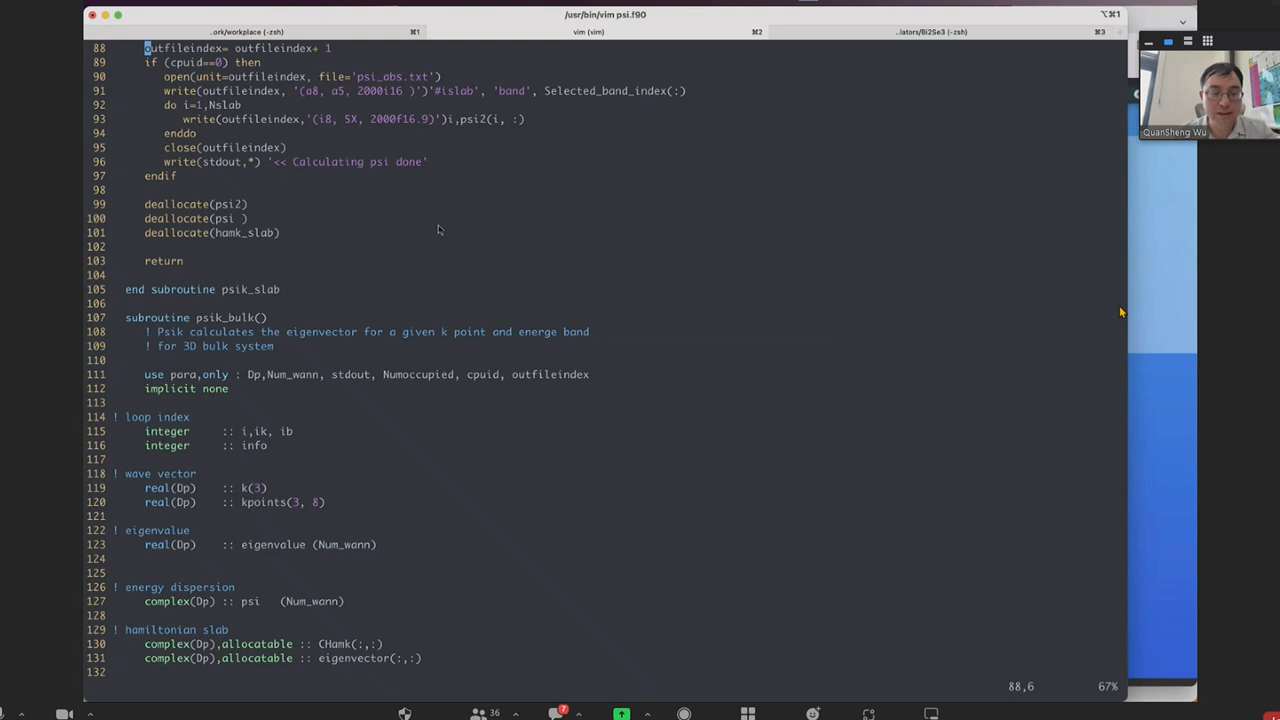 /usr/bin/vim psi.f90
⌥⌘1
..ork/workplace (-zsh) ⌘1 vim (vim) ⌘2 ..lators/Bi2Se3 (-zsh) ⌘3
88 outfileindex= outfileindex+ 1
89 if (cpuid==0) then
90 open(unit=outfileindex, file='psi_abs.txt')
91 write(outfileindex, '(a8, a5, 2000i16 )')'#islab', 'band', Selected_band_index(:)
92 do i=1,Nslab
93 write(outfileindex,'(i8, 5X, 2000f16.9)')i,psi2(i, :)
94 enddo
95 close(outfileindex)
96 write(stdout,*) '<< Calculating psi done'
97 endif
98
99 deallocate(psi2)
100 deallocate(psi )
101 deallocate(hamk_slab)
102
103 return
104
105 end subroutine psik_slab
106
107 subroutine psik_bulk()
108 ! Psik calculates the eigenvector for a given k point and energe band
109 ! for 3D bulk system
110
111 use para,only : Dp,Num_wann, stdout, Numoccupied, cpuid, outfileindex
112 implicit none
113
114 ! loop index
115 integer :: i,ik, ib
116 integer :: info
117
118 ! wave vector
119 real(Dp) :: k(3)
120 real(Dp) :: kpoints(3, 8)
121
122 ! eigenvalue
123 real(Dp) :: eigenvalue (Num_wann)
124
125
126 ! energy dispersion
127 complex(Dp) :: psi (Num_wann)
128
129 ! hamiltonian slab
130 complex(Dp),allocatable :: CHamk(:,:)
131 complex(Dp),allocatable :: eigenvector(:,:)
132
88,6 67%
QuanSheng Wu
36
7